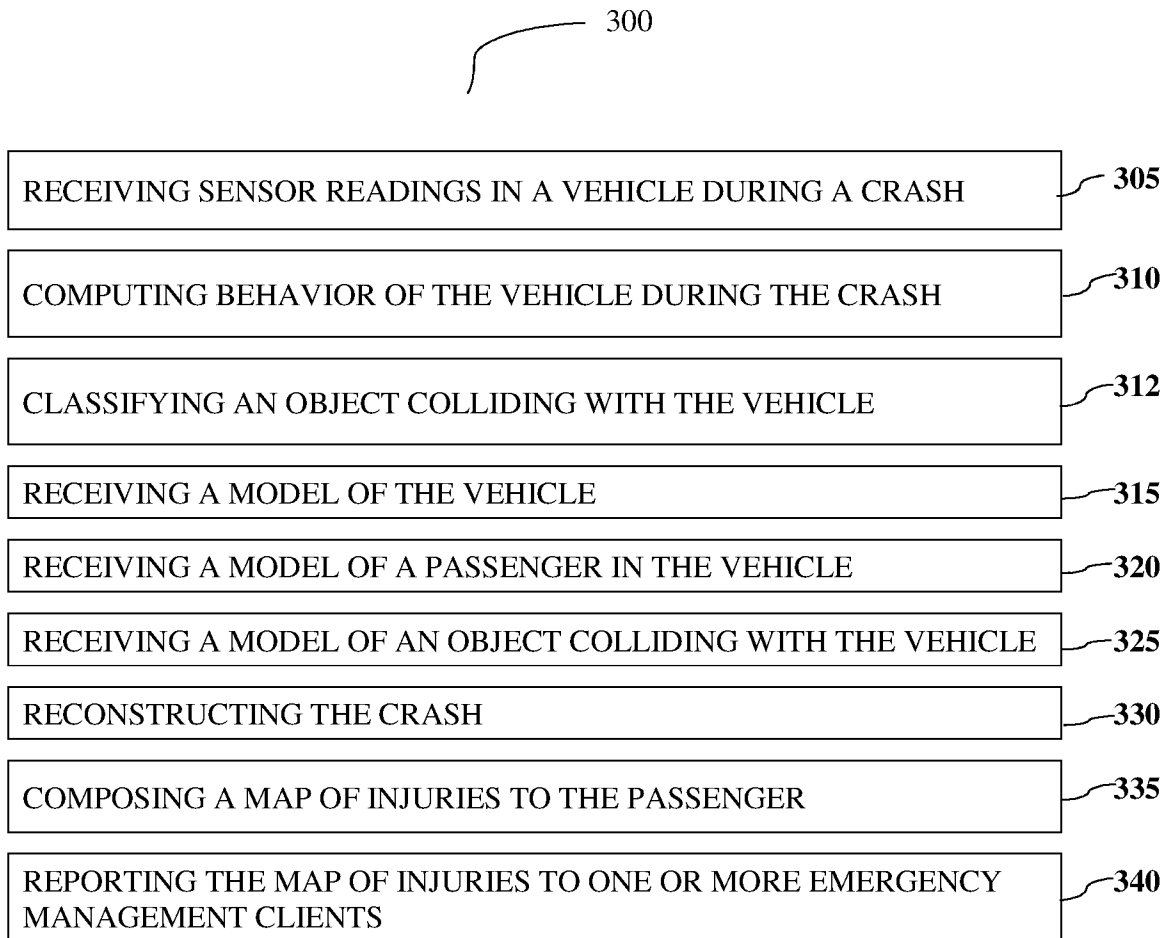 300
RECEIVING SENSOR READINGS IN A VEHICLE DURING A CRASH 305
COMPUTING BEHAVIOR OF THE VEHICLE DURING THE CRASH 310
CLASSIFYING AN OBJECT COLLIDING WITH THE VEHICLE 312
RECEIVING A MODEL OF THE VEHICLE 315
RECEIVING A MODEL OF A PASSENGER IN THE VEHICLE 320
RECEIVING A MODEL OF AN OBJECT COLLIDING WITH THE VEHICLE 325
RECONSTRUCTING THE CRASH 330
COMPOSING A MAP OF INJURIES TO THE PASSENGER 335
REPORTING THE MAP OF INJURIES TO ONE OR MORE EMERGENCY 340
MANAGEMENT CLIENTS